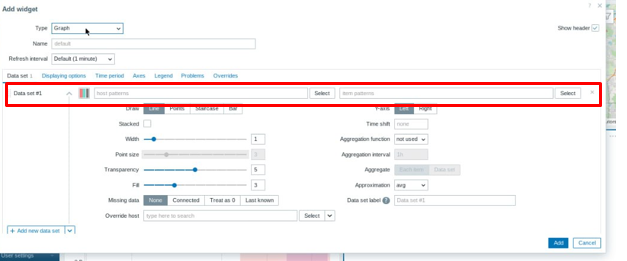 Add widget
? ×
Type Graph Show header
Name default
Refresh interval Default (1 minute)
Data set 1 Displaying options Time period Axes Legend Problems Overrides
Data set #1 host patterns Select item patterns Select ×
Draw Line Points Staircase Bar Y-axis Left Right
Stacked Time shift none
Width 1 Aggregation function not used
Point size 3 Aggregation interval 1h
Transparency 5 Aggregate Each item Data set
Fill 3 Approximation avg
Missing data None Connected Treat as 0 Last known Data set label ? Data set #1
Override host type here to search Select
+ Add new data set
Add Cancel
User settings